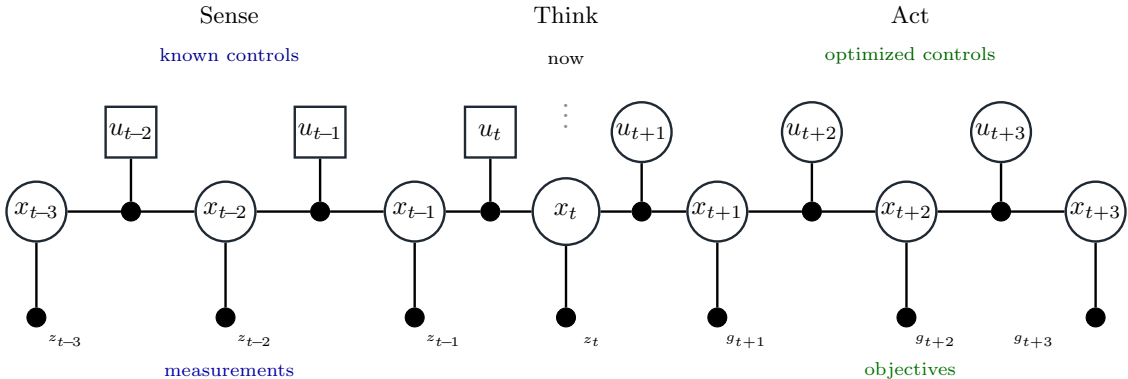 Sense Think Act
known controls now optimized controls
u_{t-2} u_{t-1} u_t u_{t+1} u_{t+2} u_{t+3}
x_{t-3} x_{t-2} x_{t-1} x_t x_{t+1} x_{t+2} x_{t+3}
z_{t-3} z_{t-2} z_{t-1} z_t g_{t+1} g_{t+2} g_{t+3}
measurements objectives